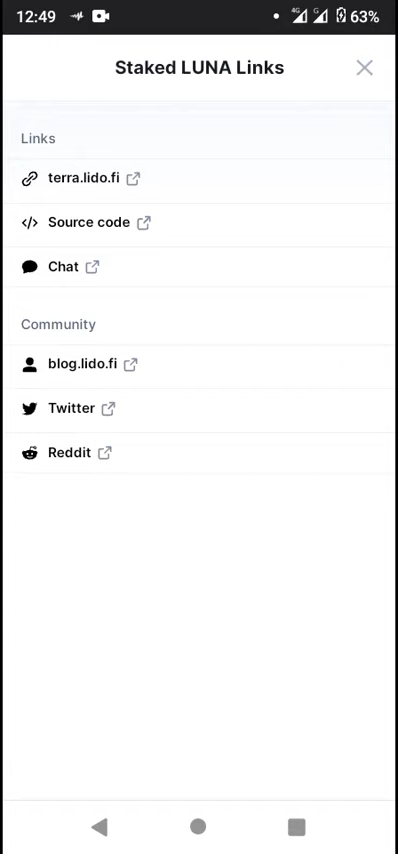 12:49
4G
G
63%
Staked LUNA Links
Links
terra.lido.fi
Source code
Chat
Community
blog.lido.fi
Twitter
Reddit